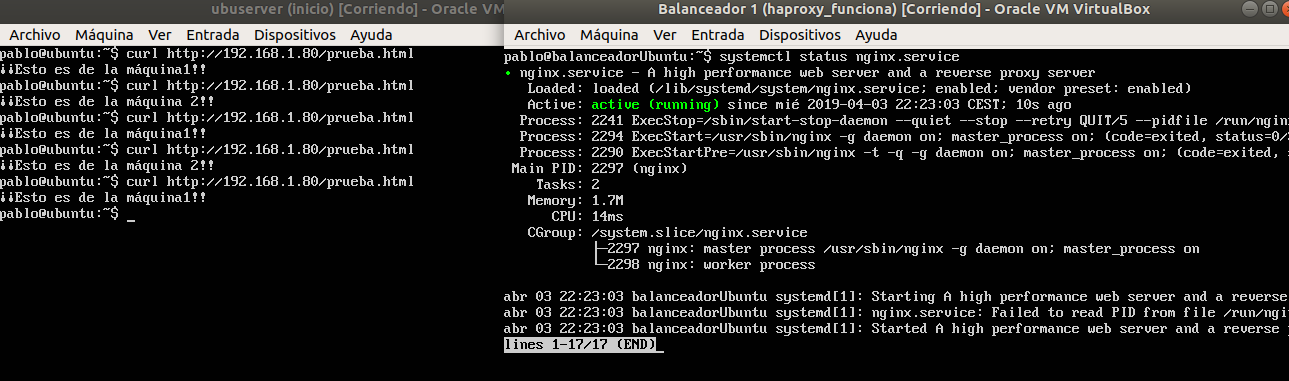 ubuserver (inicio) [Corriendo] - Oracle VM
Archivo Máquina Ver Entrada Dispositivos Ayuda
pablo@ubuntu:~$ curl http://192.168.1.80/prueba.html
¡¡Esto es de la máquina1!!
pablo@ubuntu:~$ curl http://192.168.1.80/prueba.html
¡¡Esto es de la máquina 2!!
pablo@ubuntu:~$ curl http://192.168.1.80/prueba.html
¡¡Esto es de la máquina1!!
pablo@ubuntu:~$ curl http://192.168.1.80/prueba.html
¡¡Esto es de la máquina 2!!
pablo@ubuntu:~$ curl http://192.168.1.80/prueba.html
¡¡Esto es de la máquina1!!
pablo@ubuntu:~$ _
Balanceador 1 (haproxy_funciona) [Corriendo] - Oracle VM VirtualBox
Archivo Máquina Ver Entrada Dispositivos Ayuda
pablo@balanceadorUbuntu:~$ systemctl status nginx.service
● nginx.service - A high performance web server and a reverse proxy server
Loaded: loaded (/lib/systemd/system/nginx.service; enabled; vendor preset: enabled)
Active: active (running) since mié 2019-04-03 22:23:03 CEST; 10s ago
Process: 2241 ExecStop=/sbin/start-stop-daemon --quiet --stop --retry QUIT/5 --pidfile /run/ngin
Process: 2294 ExecStart=/usr/sbin/nginx -g daemon on; master_process on; (code=exited, status=0/
Process: 2290 ExecStartPre=/usr/sbin/nginx -t -q -g daemon on; master_process on; (code=exited,
Main PID: 2297 (nginx)
Tasks: 2
Memory: 1.7M
CPU: 14ms
CGroup: /system.slice/nginx.service
├─2297 nginx: master process /usr/sbin/nginx -g daemon on; master_process on
└─2298 nginx: worker process
abr 03 22:23:03 balanceadorUbuntu systemd[1]: Starting A high performance web server and a reverse
abr 03 22:23:03 balanceadorUbuntu systemd[1]: nginx.service: Failed to read PID from file /run/ngi
abr 03 22:23:03 balanceadorUbuntu systemd[1]: Started A high performance web server and a reverse
lines 1-17/17 (END)